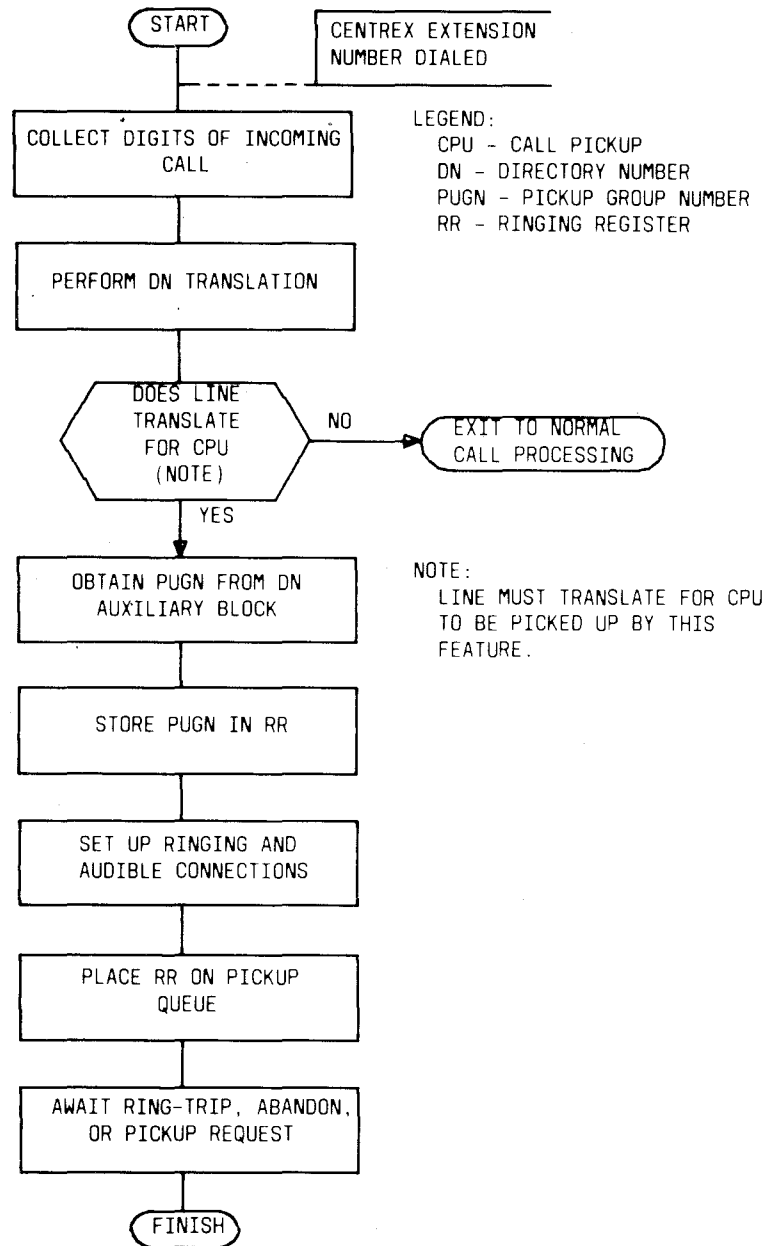 START
CENTREX EXTENSION
NUMBER DIALED
COLLECT DIGITS OF INCOMING
CALL
LEGEND:
CPU - CALL PICKUP
DN - DIRECTORY NUMBER
PUGN - PICKUP GROUP NUMBER
RR - RINGING REGISTER
PERFORM DN TRANSLATION
DOES LINE
TRANSLATE
FOR CPU
(NOTE)
NO
EXIT TO NORMAL
CALL PROCESSING
YES
OBTAIN PUGN FROM DN
AUXILIARY BLOCK
NOTE:
LINE MUST TRANSLATE FOR CPU
TO BE PICKED UP BY THIS
FEATURE.
STORE PUGN IN RR
SET UP RINGING AND
AUDIBLE CONNECTIONS
PLACE RR ON PICKUP
QUEUE
AWAIT RING-TRIP, ABANDON,
OR PICKUP REQUEST
FINISH